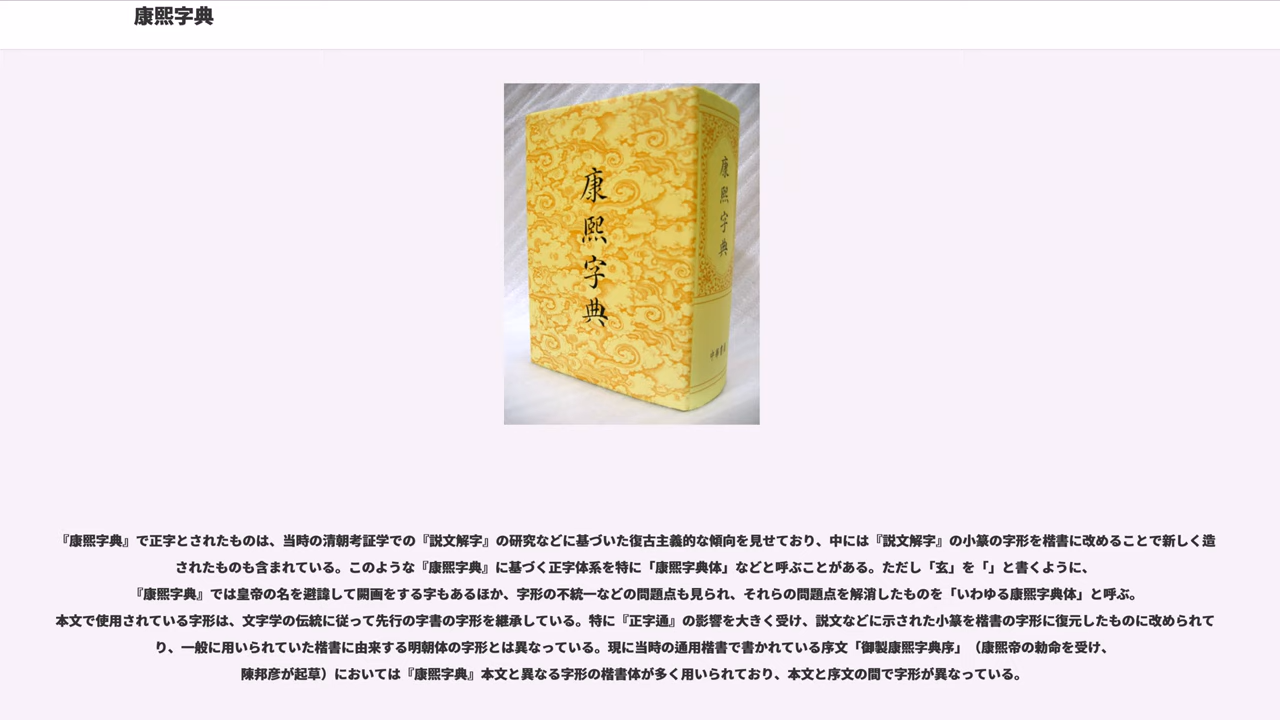 康熙字典
康熙字典
康熙字典
中華書局
『康熙字典』で正字とされたものは、当時の清朝考証学での『説文解字』の研究などに基づいた復古主義的な傾向を見せており、中には『説文解字』の小篆の字形を楷書に改めることで新しく造
されたものも含まれている。このような『康熙字典』に基づく正字体系を特に「康熙字典体」などと呼ぶことがある。ただし「玄」を「」と書くように、
『康熙字典』では皇帝の名を避諱して闕画をする字もあるほか、字形の不統一などの問題点も見られ、それらの問題点を解消したものを「いわゆる康熙字典体」と呼ぶ。
本文で使用されている字形は、文字学の伝統に従って先行の字書の字形を継承している。特に『正字通』の影響を大きく受け、説文などに示された小篆を楷書の字形に復元したものに改められて
り、一般に用いられていた楷書に由来する明朝体の字形とは異なっている。現に当時の通用楷書で書かれている序文「御製康熙字典序」（康熙帝の勅命を受け、
陳邦彦が起草）においては『康熙字典』本文と異なる字形の楷書体が多く用いられており、本文と序文の間で字形が異なっている。